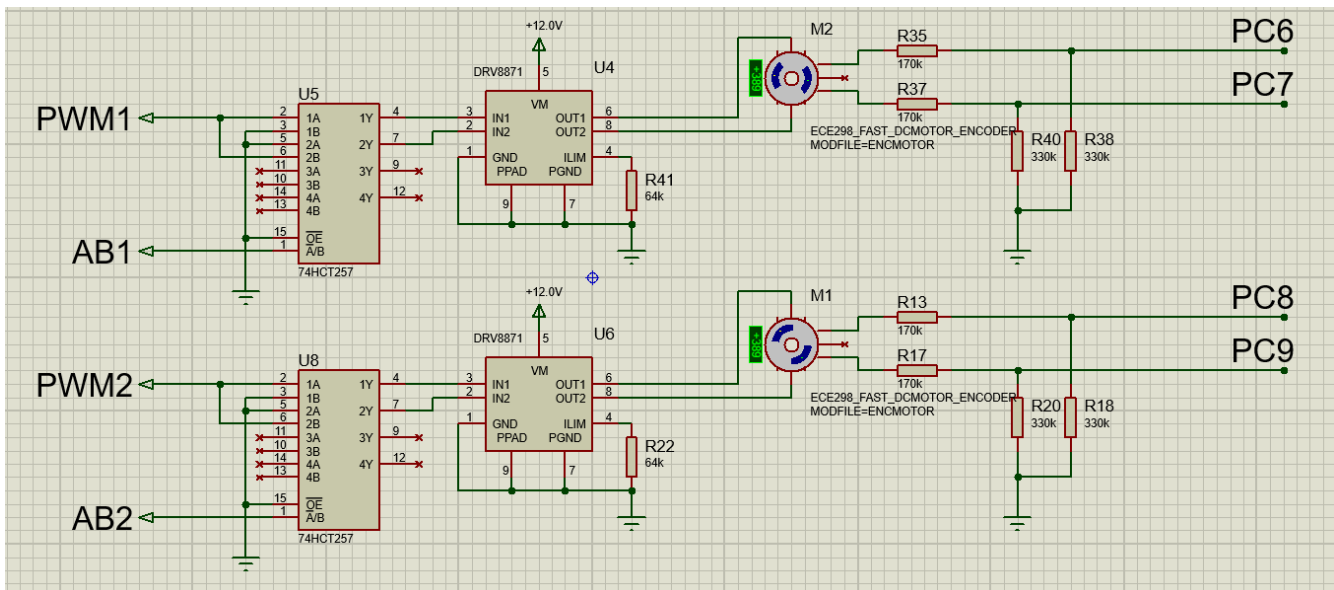 +12.0V
DRV8871
U4
M2
R35
170k
PC6
R37
170k
PC7
U5
PWM1
2 1A 1Y 4
3 1B
5 2A 2Y 7
6 2B
11 3A 3Y 9
10 3B
14 4A 4Y 12
13 4B
15 OE
1 A/B
74HCT257
AB1
5
VM
3 IN1 OUT1 6
2 IN2 OUT2 8
1 GND ILIM 4
PPAD PGND
9 7
R41
64k
+389
ECE298_FAST_DCMOTOR_ENCODER
MODFILE=ENCMOTOR
R40
330k
R38
330k
+12.0V
DRV8871
U6
M1
R13
170k
PC8
R17
170k
PC9
U8
PWM2
2 1A 1Y 4
3 1B
5 2A 2Y 7
6 2B
11 3A 3Y 9
10 3B
14 4A 4Y 12
13 4B
15 OE
1 A/B
74HCT257
AB2
5
VM
3 IN1 OUT1 6
2 IN2 OUT2 8
1 GND ILIM 4
PPAD PGND
9 7
R22
64k
+389
ECE298_FAST_DCMOTOR_ENCODER
MODFILE=ENCMOTOR
R20
330k
R18
330k